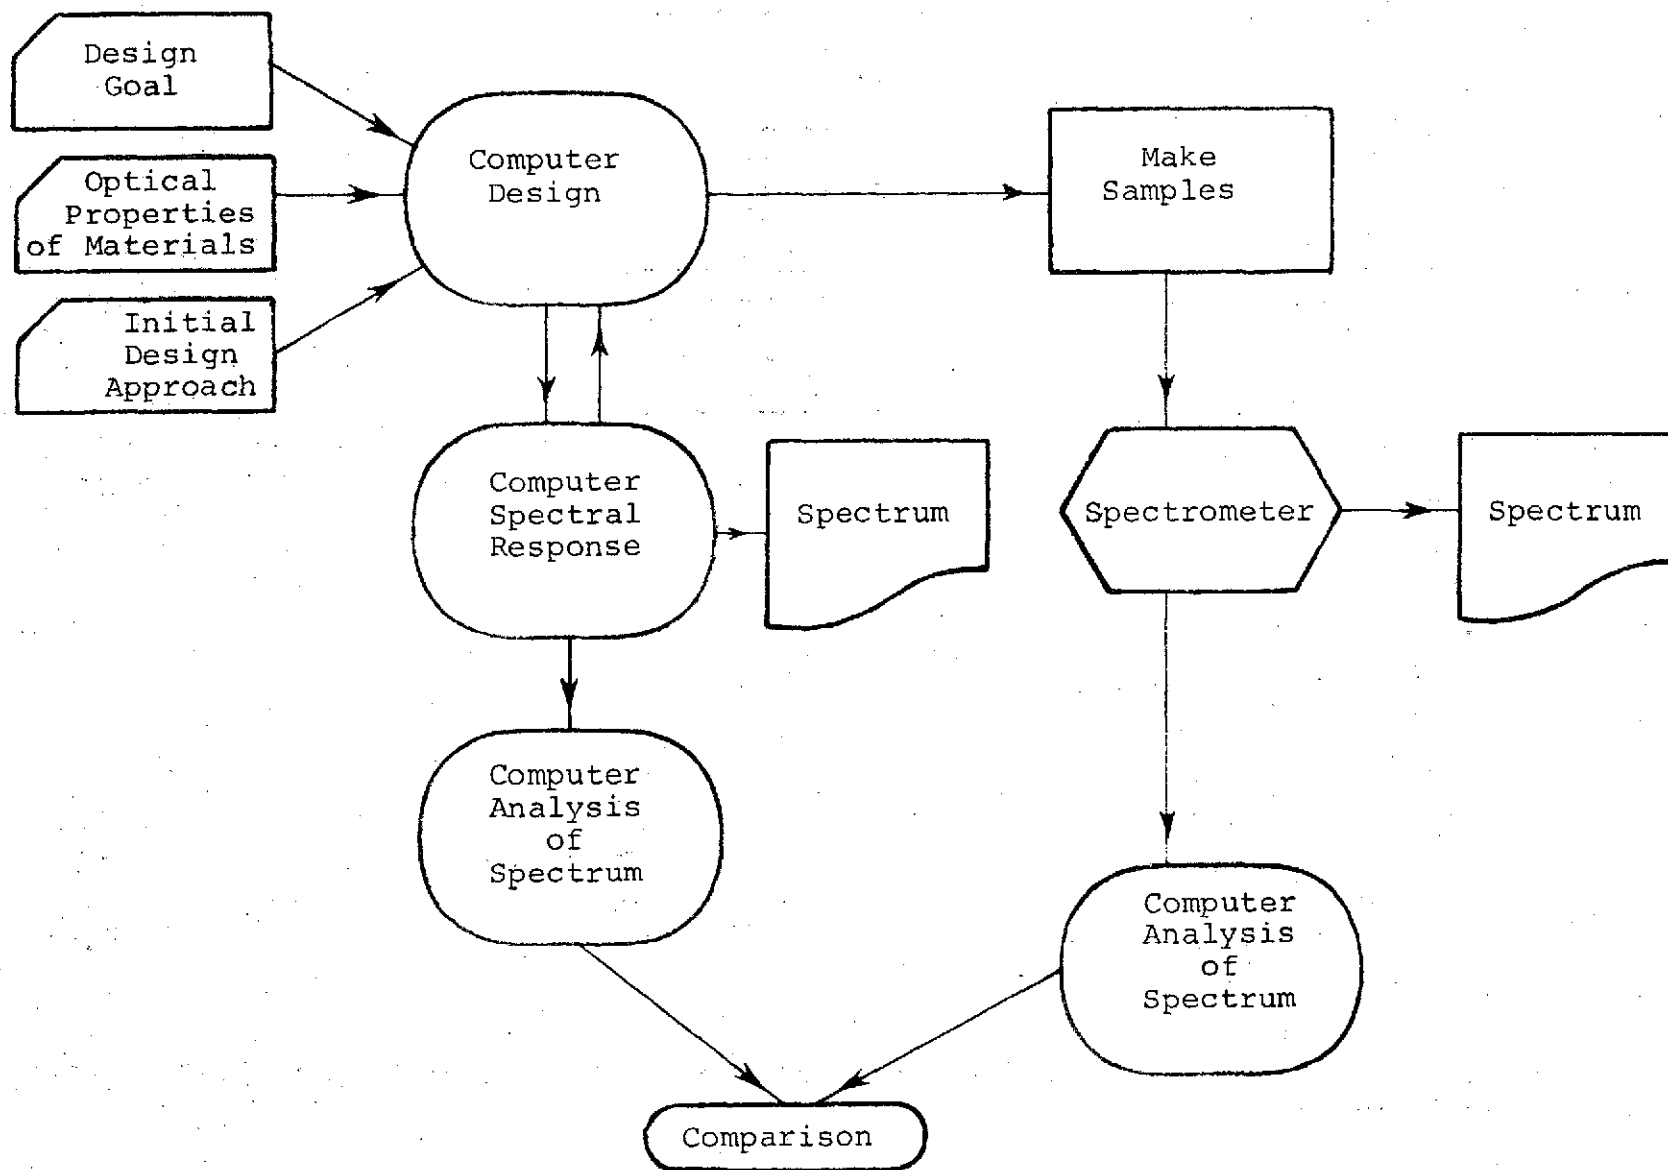 Design
Goal
Optical
Properties
of Materials
Initial
Design
Approach
Computer
Design
Make
Samples
Computer
Spectral
Response
Spectrum
Spectrometer
Spectrum
Computer
Analysis
of
Spectrum
Computer
Analysis
of
Spectrum
Comparison